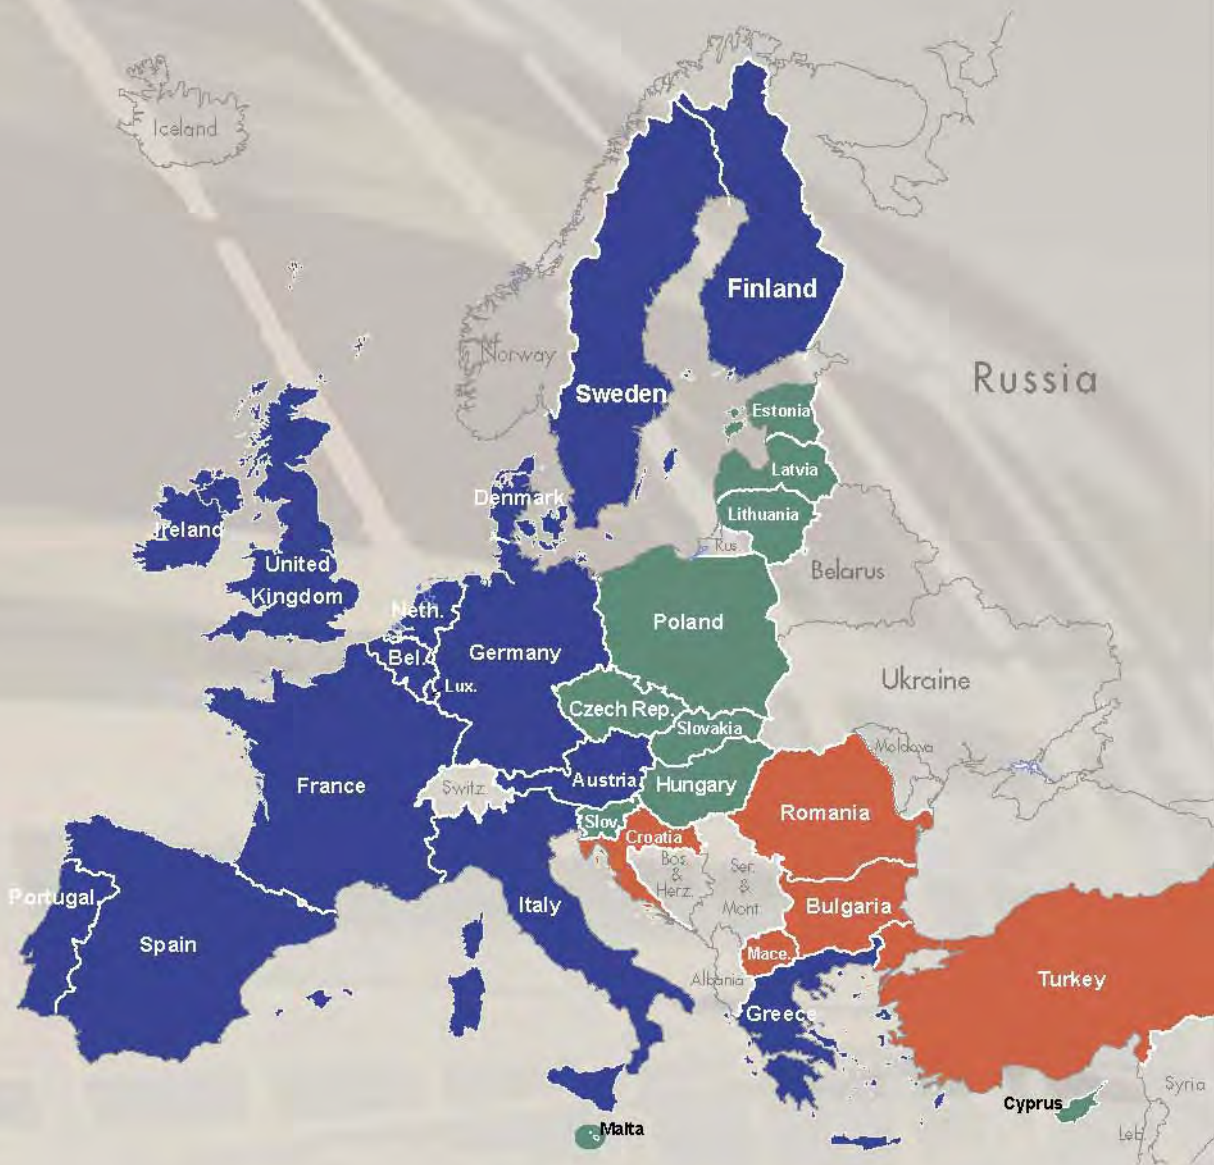 Iceland
Finland
Norway
Russia
Sweden
Estonia
Latvia
Denmark
Lithuania
Ireland
Rus.
United
Kingdom
Belarus
Neth.
Poland
Bel.
Germany
Lux.
Ukraine
Czech Rep.
Slovakia
Moldova
France
Switz.
Austria
Hungary
Romania
Slov.
Croatia
Bos.
&
Herz.
Ser.
&
Mont.
Portugal
Italy
Bulgaria
Spain
Mace.
Albania
Turkey
Greece
Syria
Cyprus
Malta
Leb.